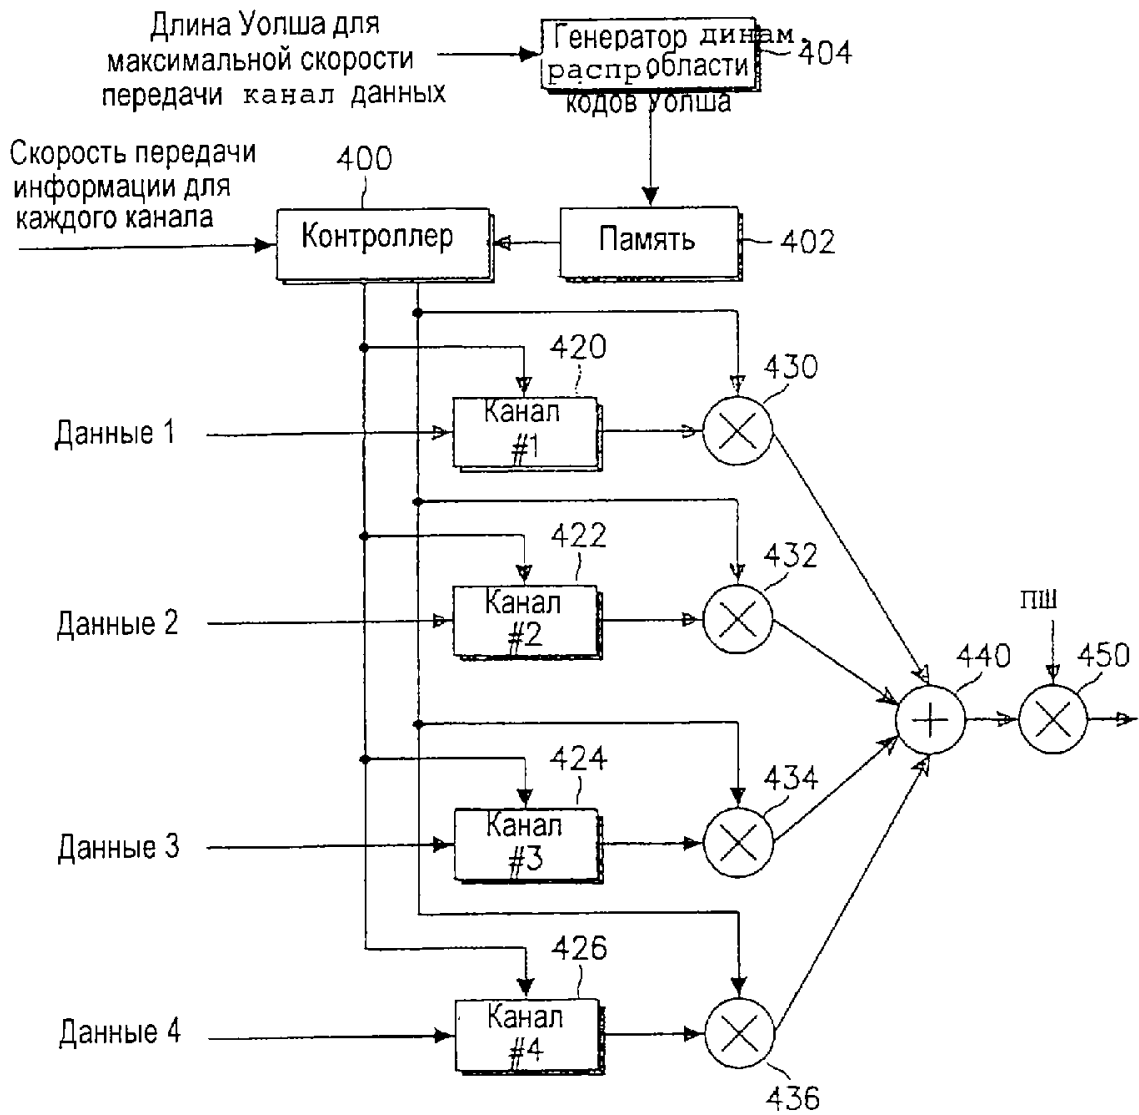 Длина Уолша для
максимальной скорости
передачи канал данных
Генератор динам.
распр. области
кодов Уолша
404
Скорость передачи
информации для
каждого канала
400
Контроллер
Память
402
420
Канал
#1
430
Данные 1
422
Канал
#2
432
Данные 2
ПШ
440
450
424
Канал
#3
434
Данные 3
426
Канал
#4
436
Данные 4